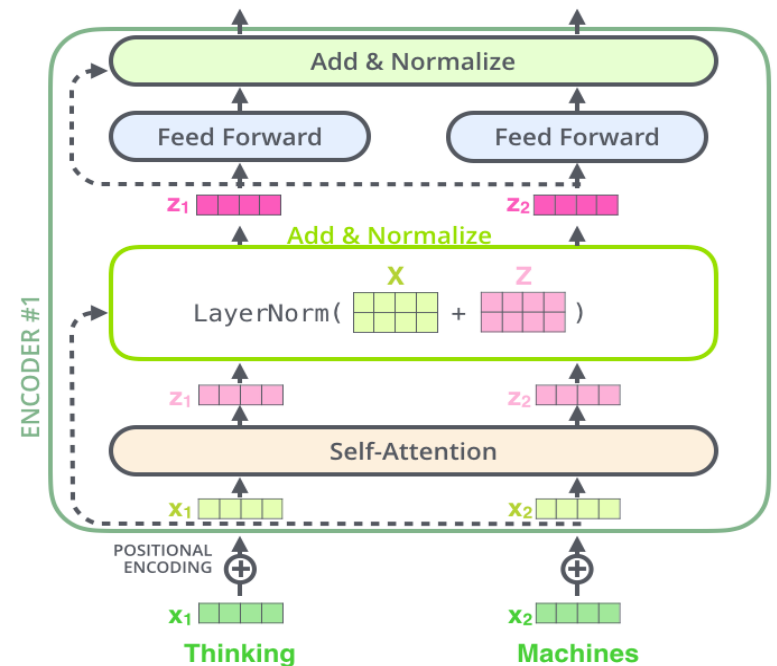 Add & Normalize
Feed Forward Feed Forward
z1 z2
Add & Normalize
X Z
LayerNorm( + )
ENCODER #1
z1 z2
Self-Attention
x1 x2
POSITIONAL
ENCODING
x1 x2
Thinking Machines